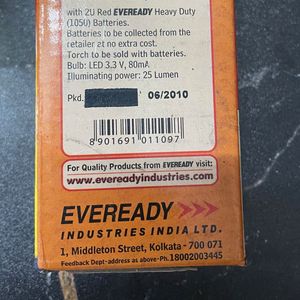 with 2U Red EVEREADY Heavy Duty
(1050) Batteries.
Batteries to be collected from the
retailer at no extra cost.
Torch to be sold with batteries.
Bulb: LED 3.3 V, 80mA
Illuminating power: 25 Lumen
Pkd. 06/2010
8 901691 011097
For Quality Products from EVEREADY visit:
www.evereadyindustries.com
EVEREADY
INDUSTRIES INDIA LTD.
1, Middleton Street, Kolkata - 700 071
Feedback Dept-address as above-Ph.18002003445